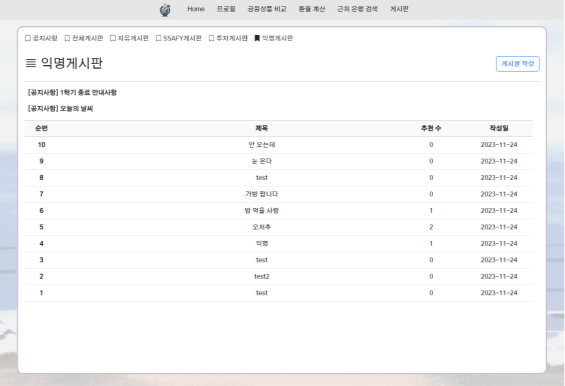 Home 프로필 금융상품 비교 환율 계산 근처 은행 검색 게시판
공지사항 전체게시판 자유게시판 SSAFY게시판 투자게시판 익명게시판
익명게시판
게시글 작성
[공지사항] 1학기 종료 안내사항
[공지사항] 오늘의 날씨
순번 제목 추천 수 작성일
10 안 오는데 0 2023-11-24
9 눈 온다 0 2023-11-24
8 test 0 2023-11-24
7 가방 팝니다 0 2023-11-24
6 밥 먹을 사람 1 2023-11-24
5 오저추 2 2023-11-24
4 익명 1 2023-11-24
3 test 0 2023-11-24
2 test2 0 2023-11-24
1 test 0 2023-11-24